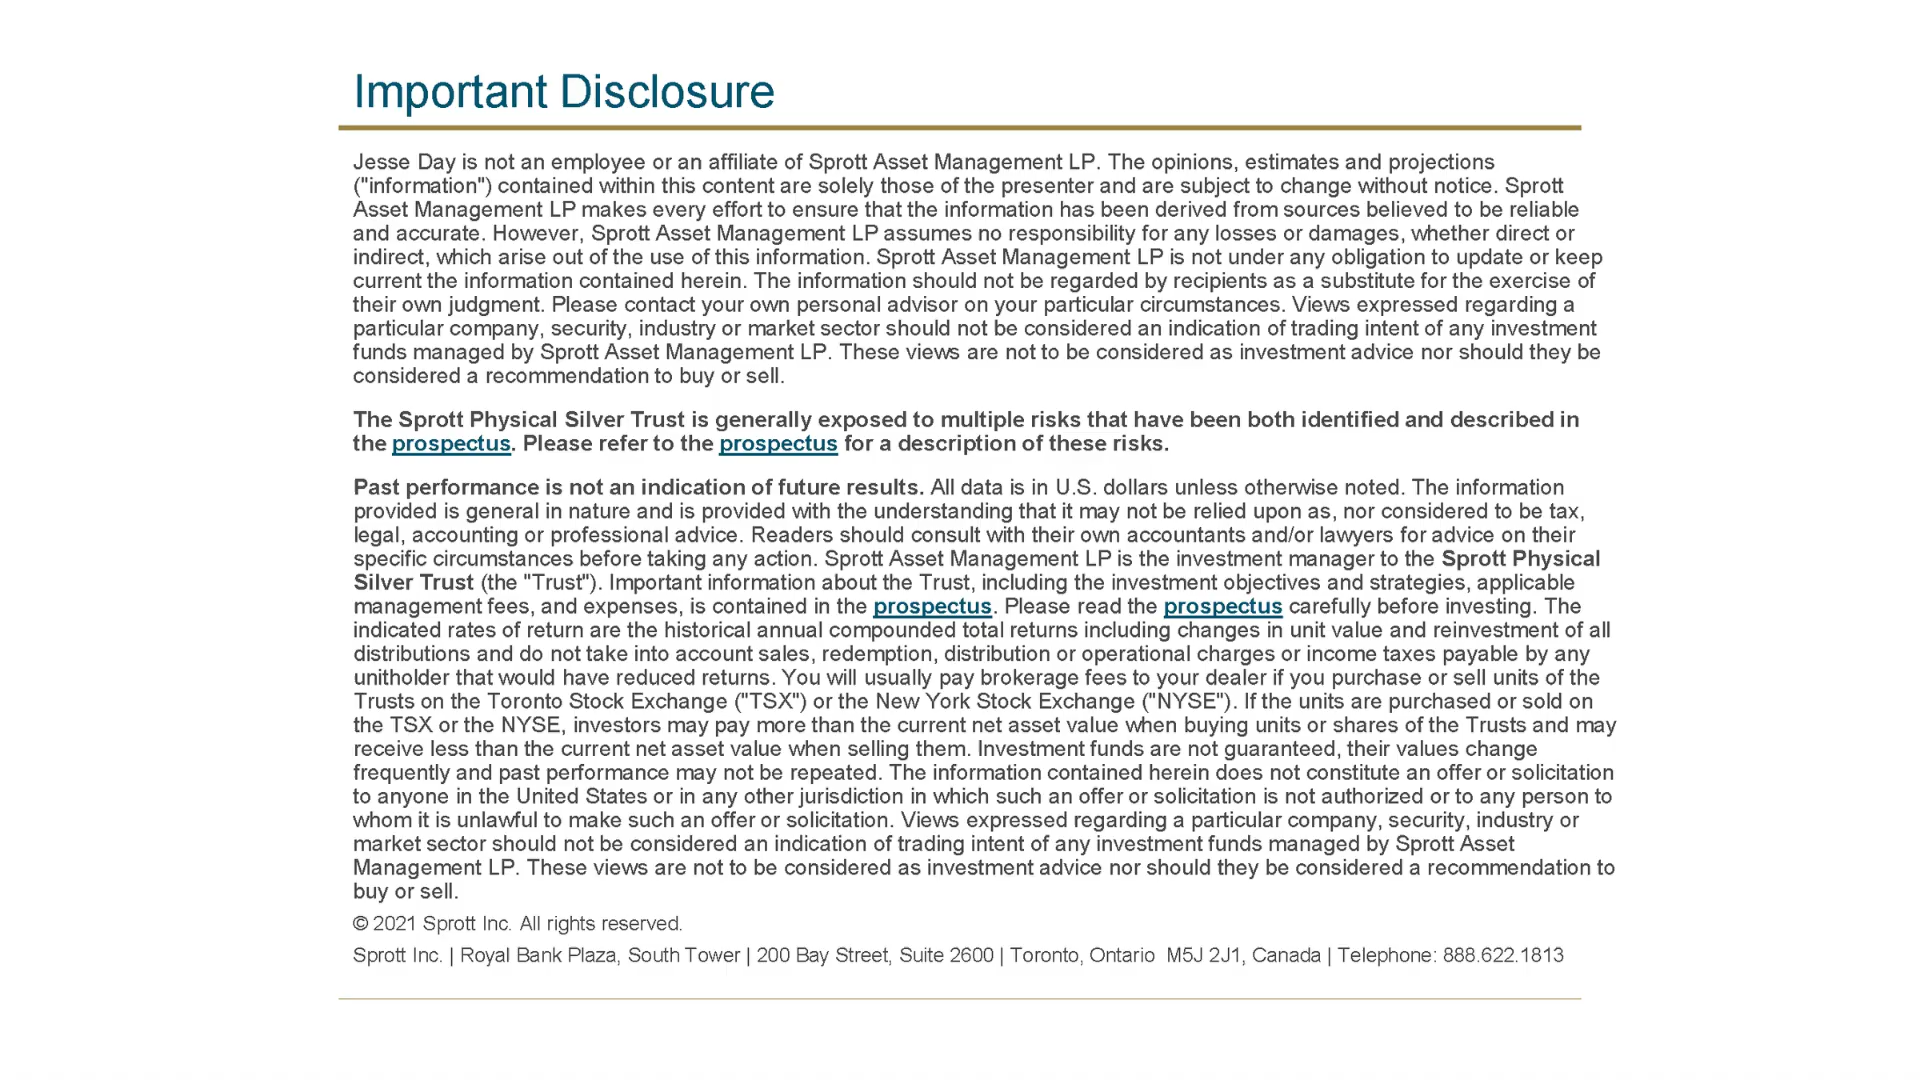 Important Disclosure
Jesse Day is not an employee or an affiliate of Sprott Asset Management LP. The opinions, estimates and projections
("information") contained within this content are solely those of the presenter and are subject to change without notice. Sprott
Asset Management LP makes every effort to ensure that the information has been derived from sources believed to be reliable
and accurate. However, Sprott Asset Management LP assumes no responsibility for any losses or damages, whether direct or
indirect, which arise out of the use of this information. Sprott Asset Management LP is not under any obligation to update or keep
current the information contained herein. The information should not be regarded by recipients as a substitute for the exercise of
their own judgment. Please contact your own personal advisor on your particular circumstances. Views expressed regarding a
particular company, security, industry or market sector should not be considered an indication of trading intent of any investment
funds managed by Sprott Asset Management LP. These views are not to be considered as investment advice nor should they be
considered a recommendation to buy or sell.
The Sprott Physical Silver Trust is generally exposed to multiple risks that have been both identified and described in
the prospectus. Please refer to the prospectus for a description of these risks.
Past performance is not an indication of future results. All data is in U.S. dollars unless otherwise noted. The information
provided is general in nature and is provided with the understanding that it may not be relied upon as, nor considered to be tax,
legal, accounting or professional advice. Readers should consult with their own accountants and/or lawyers for advice on their
specific circumstances before taking any action. Sprott Asset Management LP is the investment manager to the Sprott Physical
Silver Trust (the "Trust"). Important information about the Trust, including the investment objectives and strategies, applicable
management fees, and expenses, is contained in the prospectus. Please read the prospectus carefully before investing. The
indicated rates of return are the historical annual compounded total returns including changes in unit value and reinvestment of all
distributions and do not take into account sales, redemption, distribution or operational charges or income taxes payable by any
unitholder that would have reduced returns. You will usually pay brokerage fees to your dealer if you purchase or sell units of the
Trusts on the Toronto Stock Exchange ("TSX") or the New York Stock Exchange ("NYSE"). If the units are purchased or sold on
the TSX or the NYSE, investors may pay more than the current net asset value when buying units or shares of the Trusts and may
receive less than the current net asset value when selling them. Investment funds are not guaranteed, their values change
frequently and past performance may not be repeated. The information contained herein does not constitute an offer or solicitation
to anyone in the United States or in any other jurisdiction in which such an offer or solicitation is not authorized or to any person to
whom it is unlawful to make such an offer or solicitation. Views expressed regarding a particular company, security, industry or
market sector should not be considered an indication of trading intent of any investment funds managed by Sprott Asset
Management LP. These views are not to be considered as investment advice nor should they be considered a recommendation to
buy or sell.
© 2021 Sprott Inc. All rights reserved.
Sprott Inc. | Royal Bank Plaza, South Tower | 200 Bay Street, Suite 2600 | Toronto, Ontario M5J 2J1, Canada | Telephone: 888.622.1813